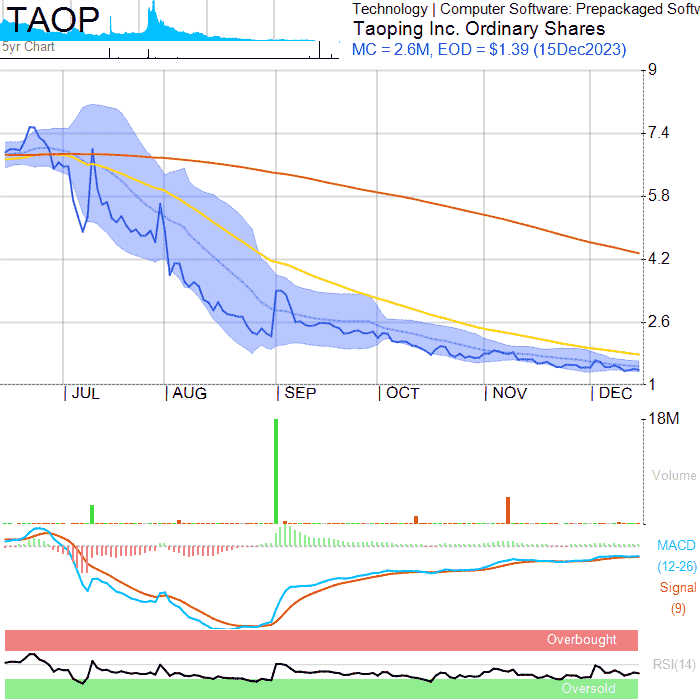 TAOP
5yr Chart
Technology | Computer Software: Prepackaged Softw
Taoping Inc. Ordinary Shares
MC = 2.6M, EOD = $1.39 (15Dec2023)
9
7.4
5.8
4.2
2.6
1
JUL AUG SEP OCT NOV DEC
18M
Volume
MACD
(12-26)
Signal
(9)
Overbought
RSI(14)
Oversold